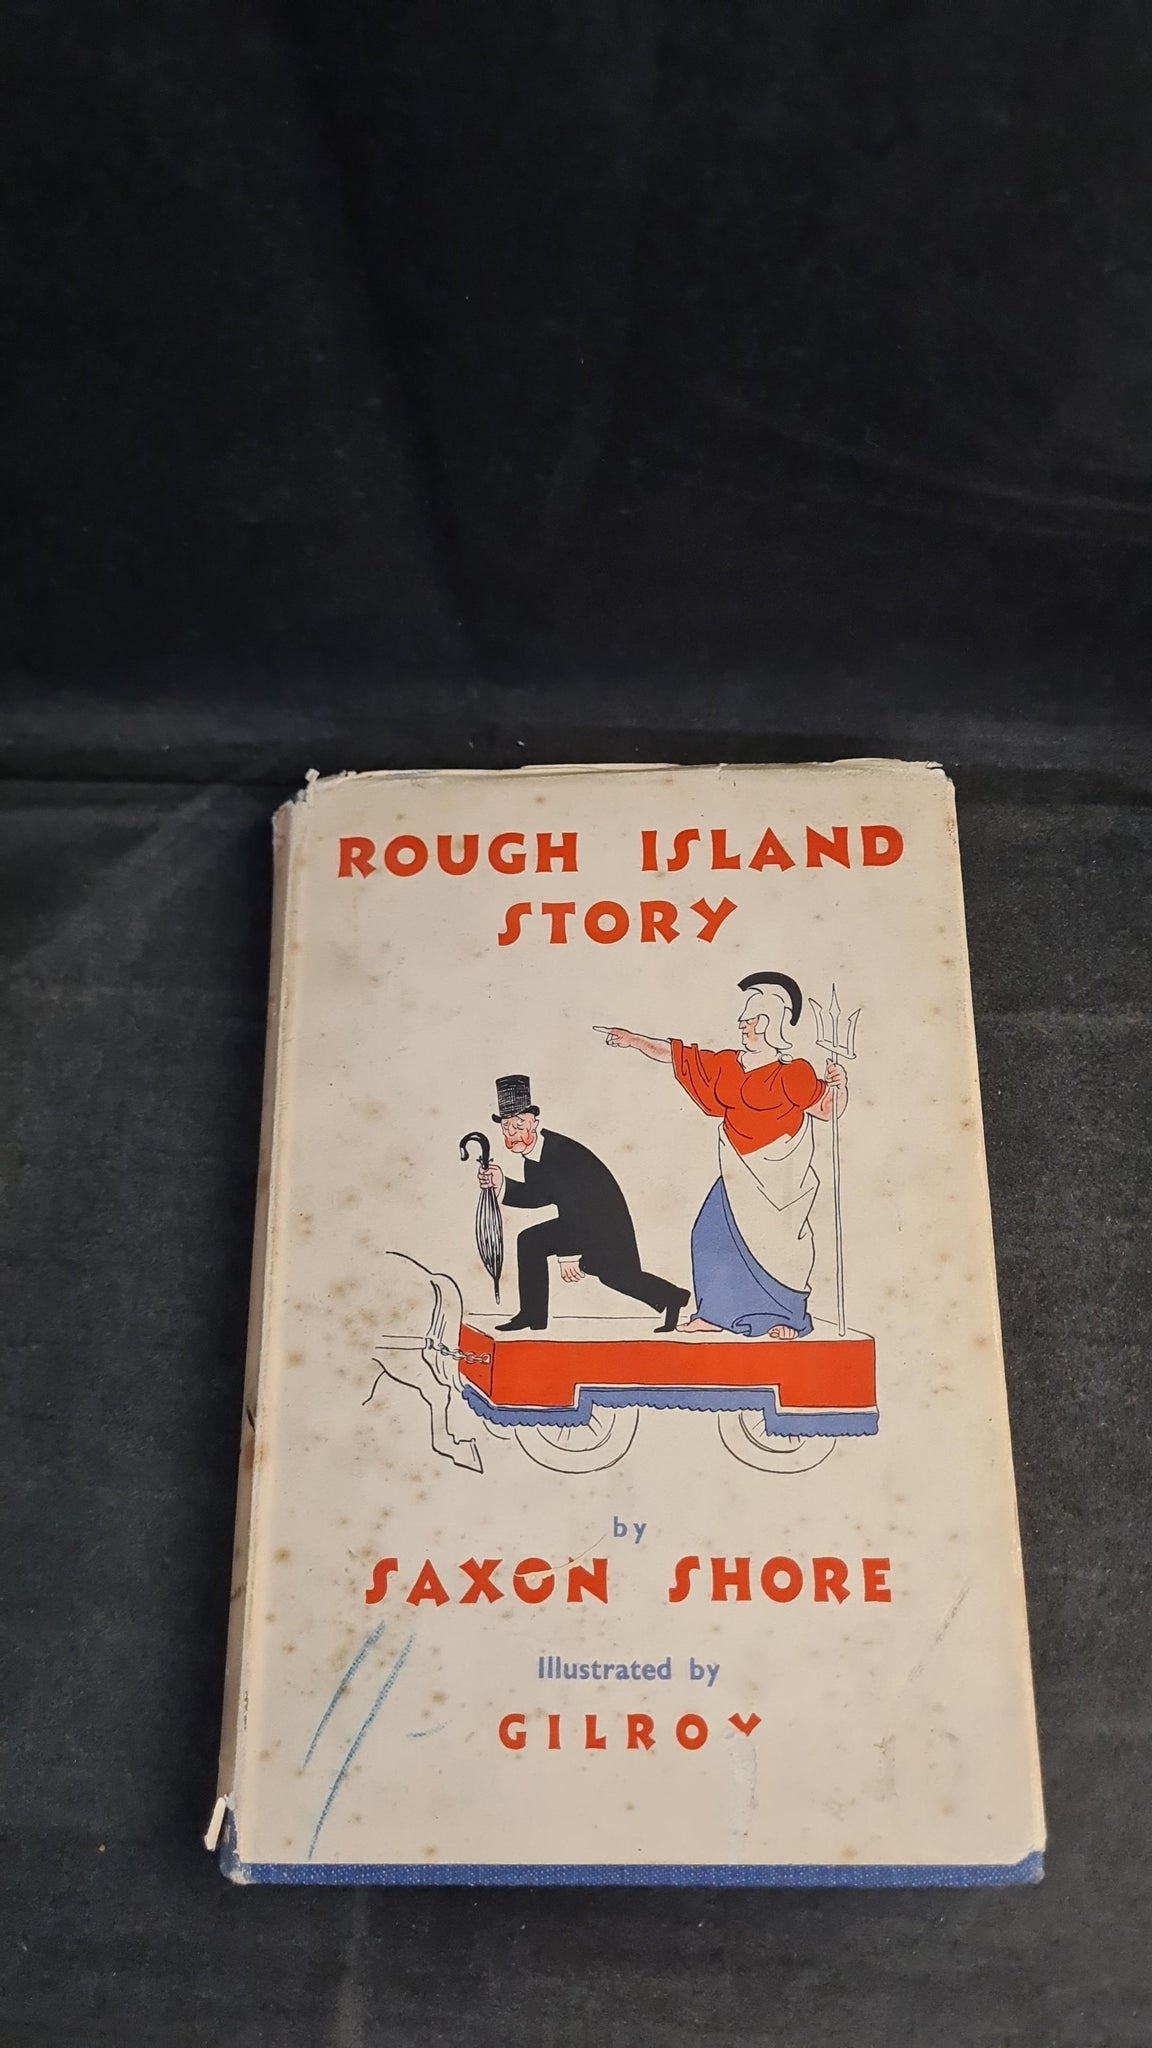 ROUGH ISLAND
STORY
by
SAXON SHORE
Illustrated by
GILROY